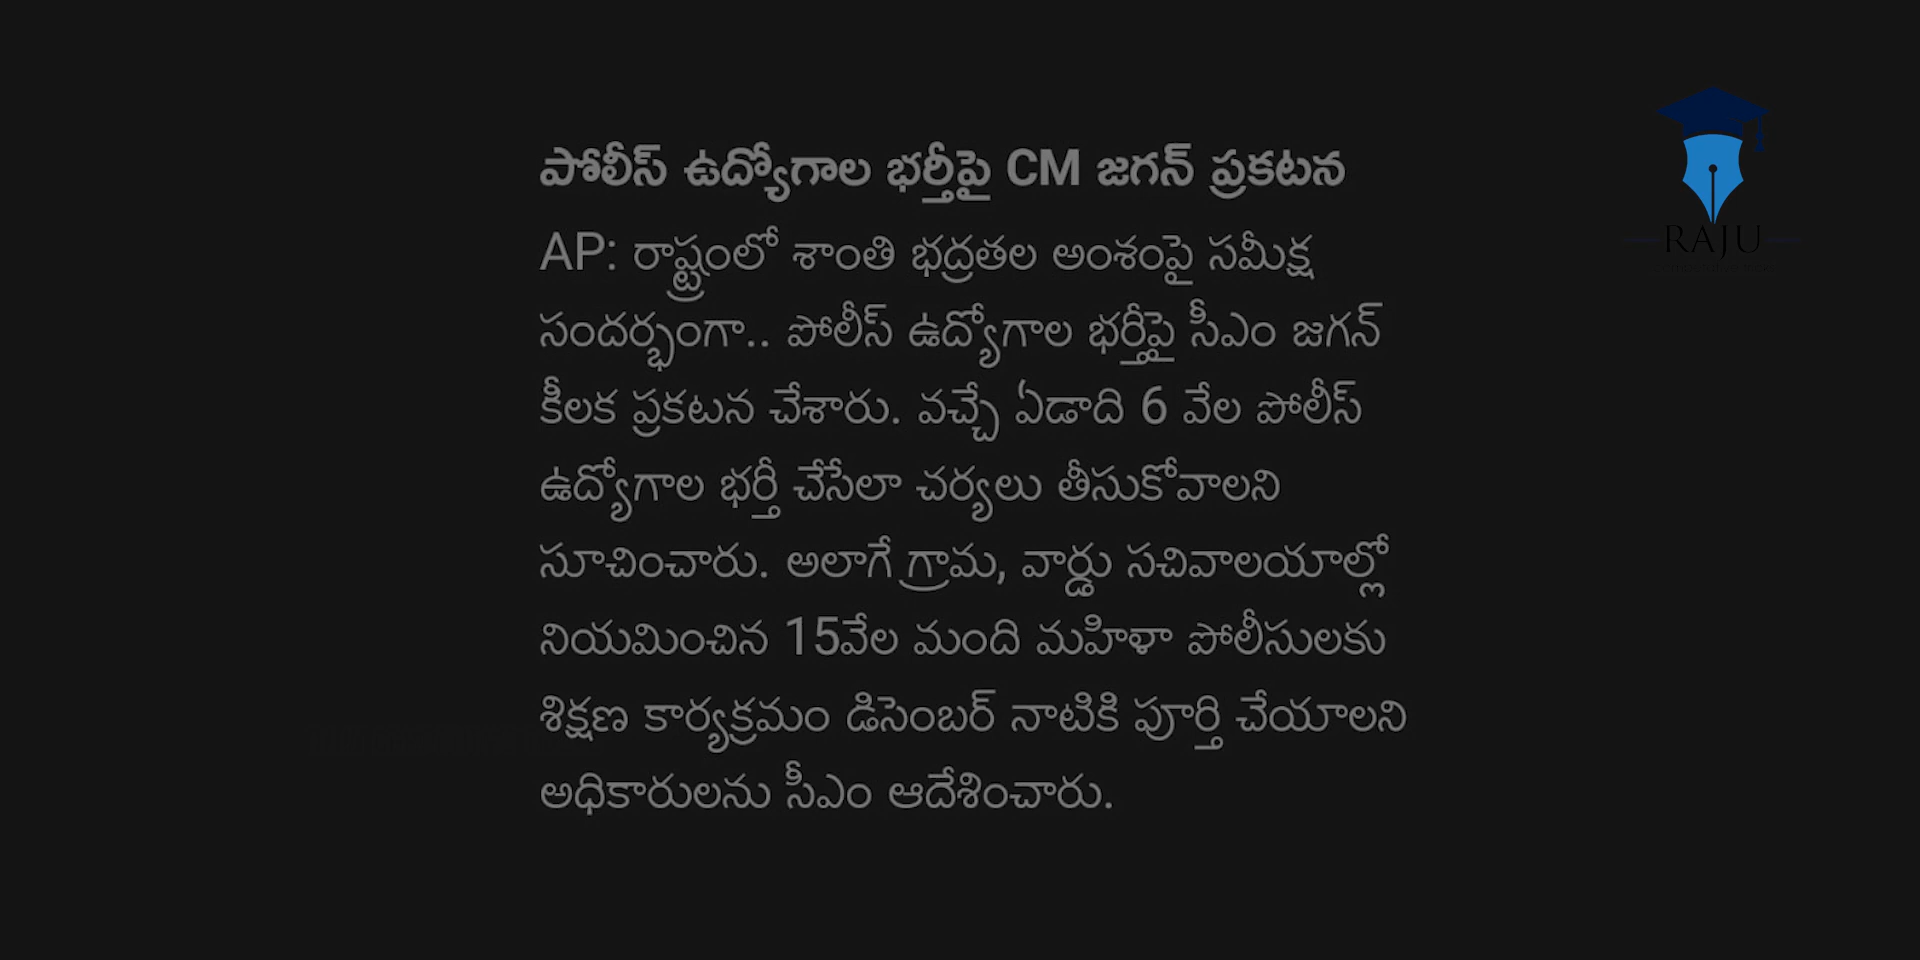 పోలీస్ ఉద్యోగాల భర్తీపై CM జగన్ ప్రకటన
AP: రాష్ట్రంలో శాంతి భద్రతల అంశంపై సమీక్ష
సందర్భంగా.. పోలీస్ ఉద్యోగాల భర్తీపై సీఎం జగన్
కీలక ప్రకటన చేశారు. వచ్చే ఏడాది 6 వేల పోలీస్
ఉద్యోగాల భర్తీ చేసేలా చర్యలు తీసుకోవాలని
సూచించారు. అలాగే గ్రామ, వార్డు సచివాలయాల్లో
నియమించిన 15వేల మంది మహిళా పోలీసులకు
శిక్షణ కార్యక్రమం డిసెంబర్ నాటికి పూర్తి చేయాలని
అధికారులను సీఎం ఆదేశించారు.
RAJU